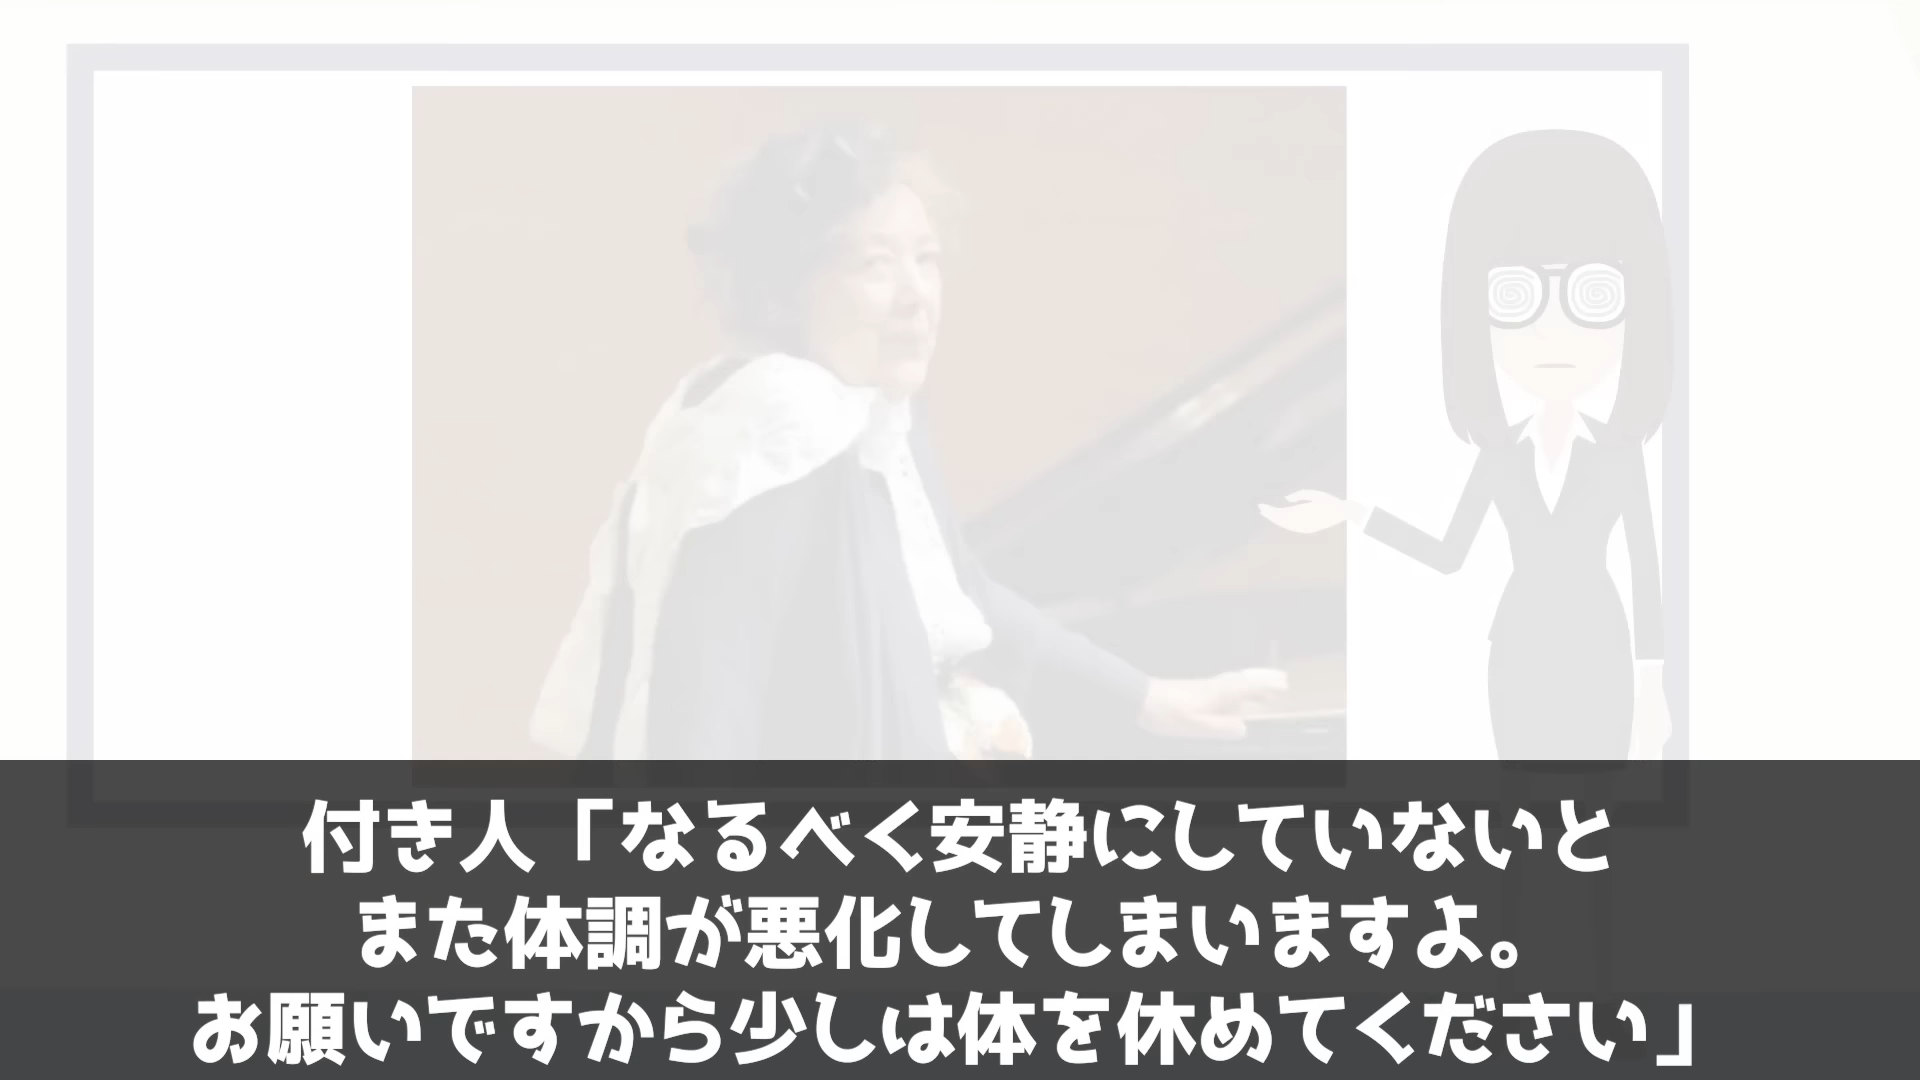 付き人「なるべく安静にしていないと
また体調が悪化してしまいますよ。
お願いですから少しは体を休めてください」